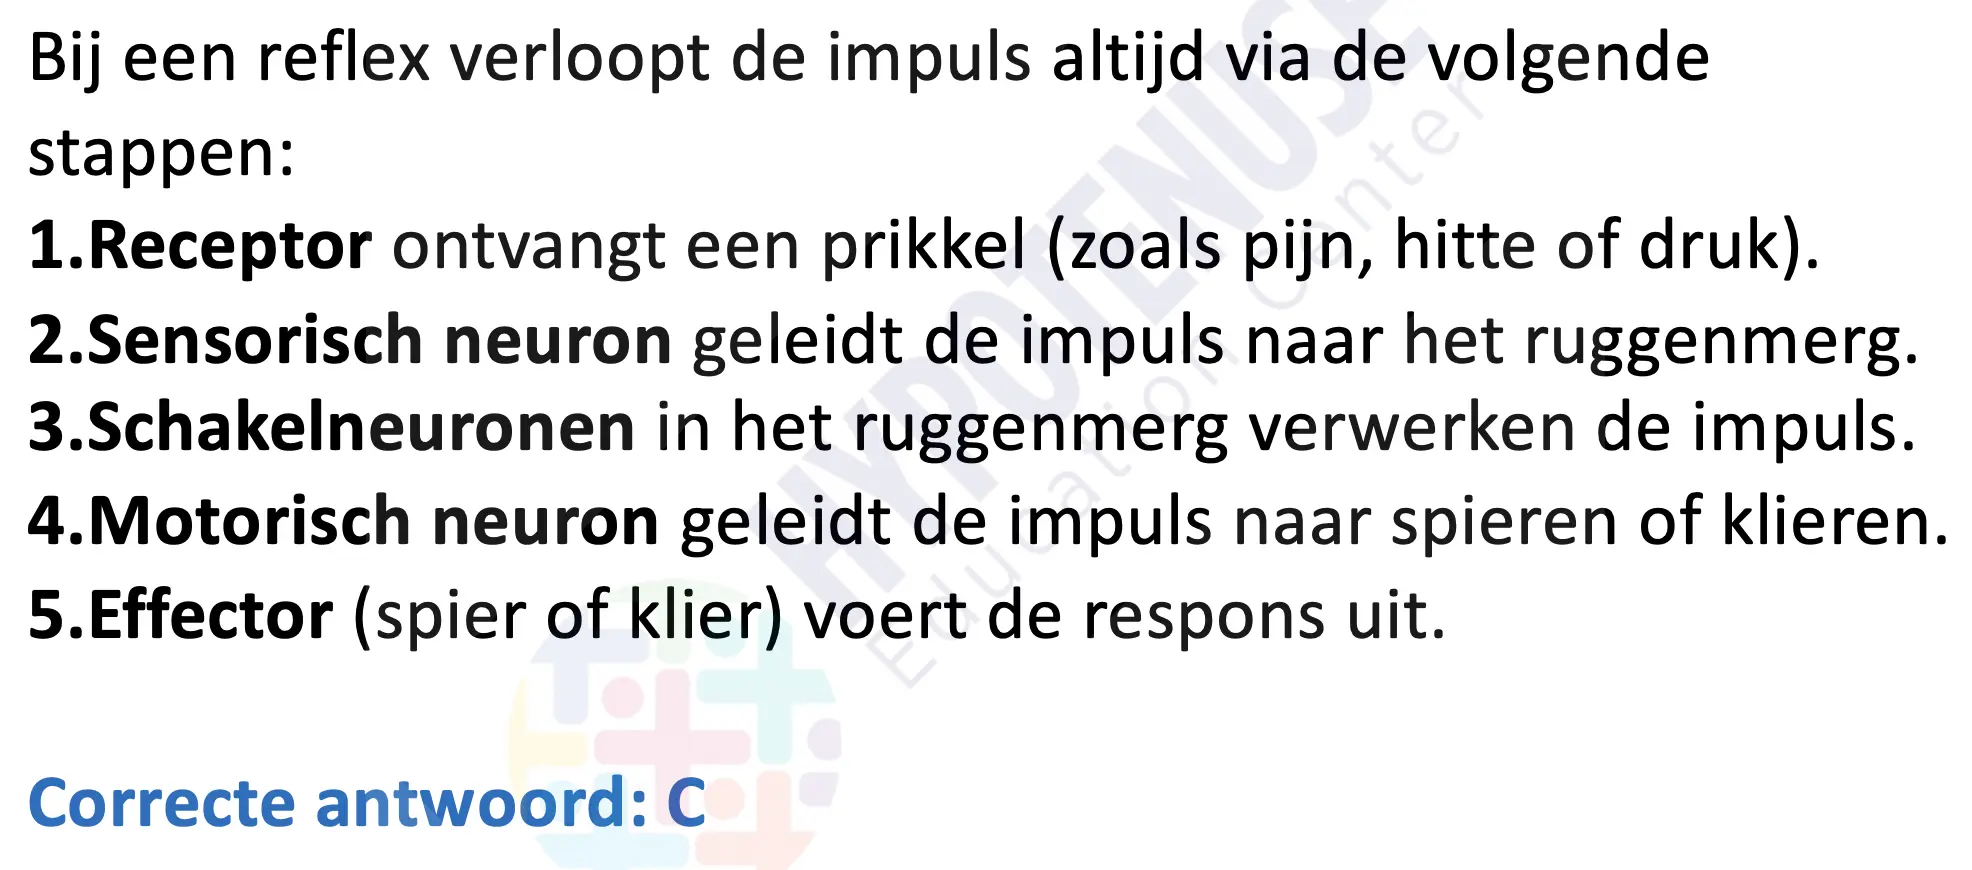 Bij een reflex verloopt de impuls altijd via de volgende
stappen:
1.Receptor ontvangt een prikkel (zoals pijn, hitte of druk).
2.Sensorisch neuron geleidt de impuls naar het ruggenmerg.
3.Schakelneuronen in het ruggenmerg verwerken de impuls.
4.Motorisch neuron geleidt de impuls naar spieren of klieren.
5.Effector (spier of klier) voert de respons uit.
Correcte antwoord: C
HYPOTENUSE
Education Center